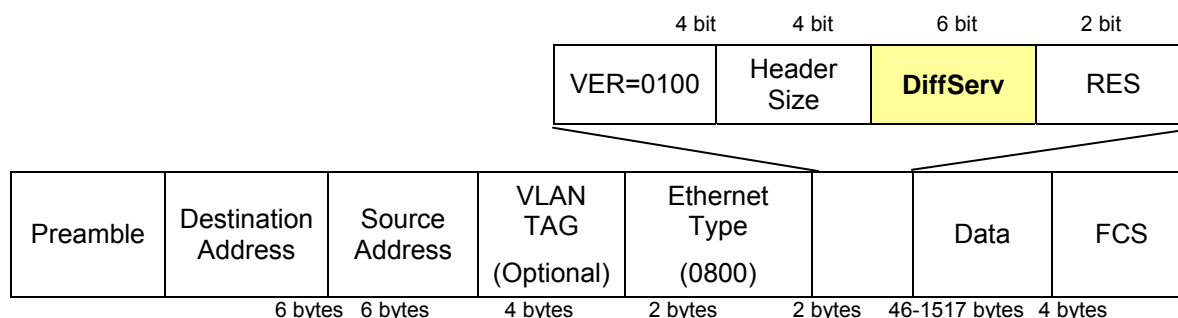 4 bit 4 bit 6 bit 2 bit
VER=0100 Header Size DiffServ RES
Preamble Destination Address Source Address VLAN TAG (Optional) Ethernet Type (0800) Data FCS
6 bytes 6 bytes 4 bytes 2 bytes 2 bytes 46-1517 bytes 4 bytes